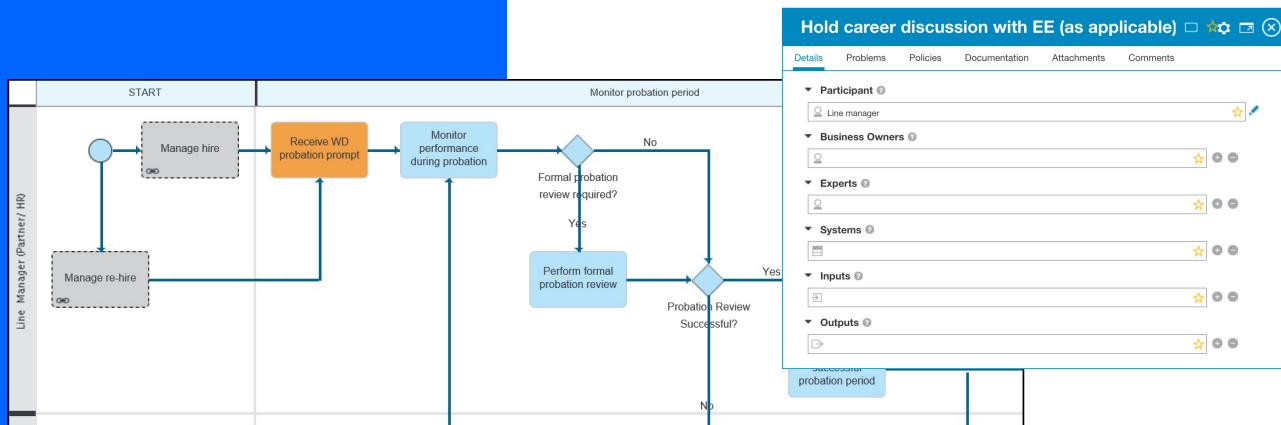 START
Monitor probation period
Line Manager (Partner/ HR)
Manage hire
Receive WD
probation prompt
Monitor
performance
during probation
No
Formal probation
review required?
Yes
Manage re-hire
Perform formal
probation review
Yes
Probation Review
Successful?
successful
probation period
No
Hold career discussion with EE (as applicable)
Details Problems Policies Documentation Attachments Comments
Participant
Line manager
Business Owners
Experts
Systems
Inputs
Outputs